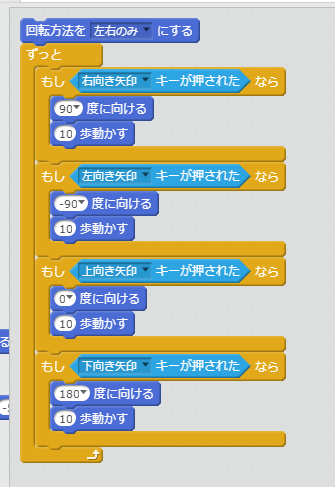 回転方法を 左右のみ にする
ずっと
もし 右向き矢印 キーが押された なら
90 度に向ける
10 歩動かす
もし 左向き矢印 キーが押された なら
-90 度に向ける
10 歩動かす
もし 上向き矢印 キーが押された なら
0 度に向ける
10 歩動かす
もし 下向き矢印 キーが押された なら
180 度に向ける
10 歩動かす